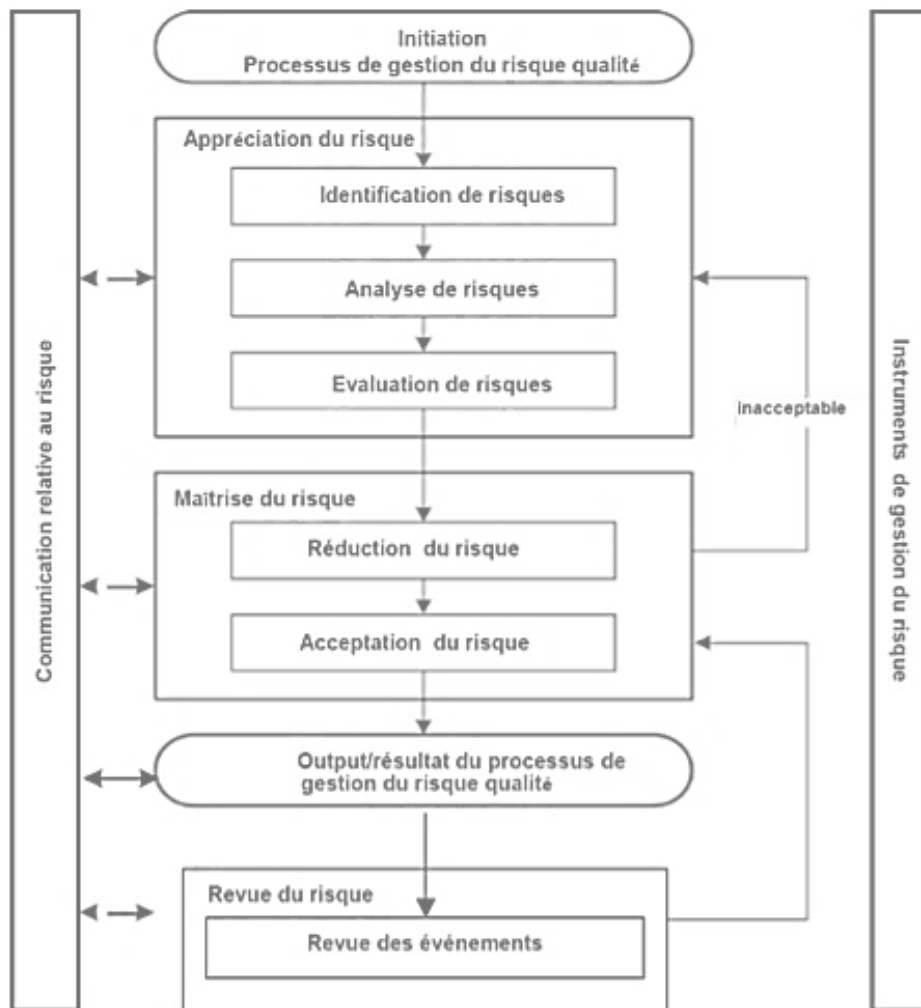 Initiation
Processus de gestion du risque qualité
Appréciation du risque
Identification de risques
Analyse de risques
Evaluation de risques
inacceptable
Maîtrise du risque
Réduction du risque
Acceptation du risque
Output/résultat du processus de
gestion du risque qualité
Revue du risque
Revue des événements
Communication relative au risque
Instruments de gestion du risque